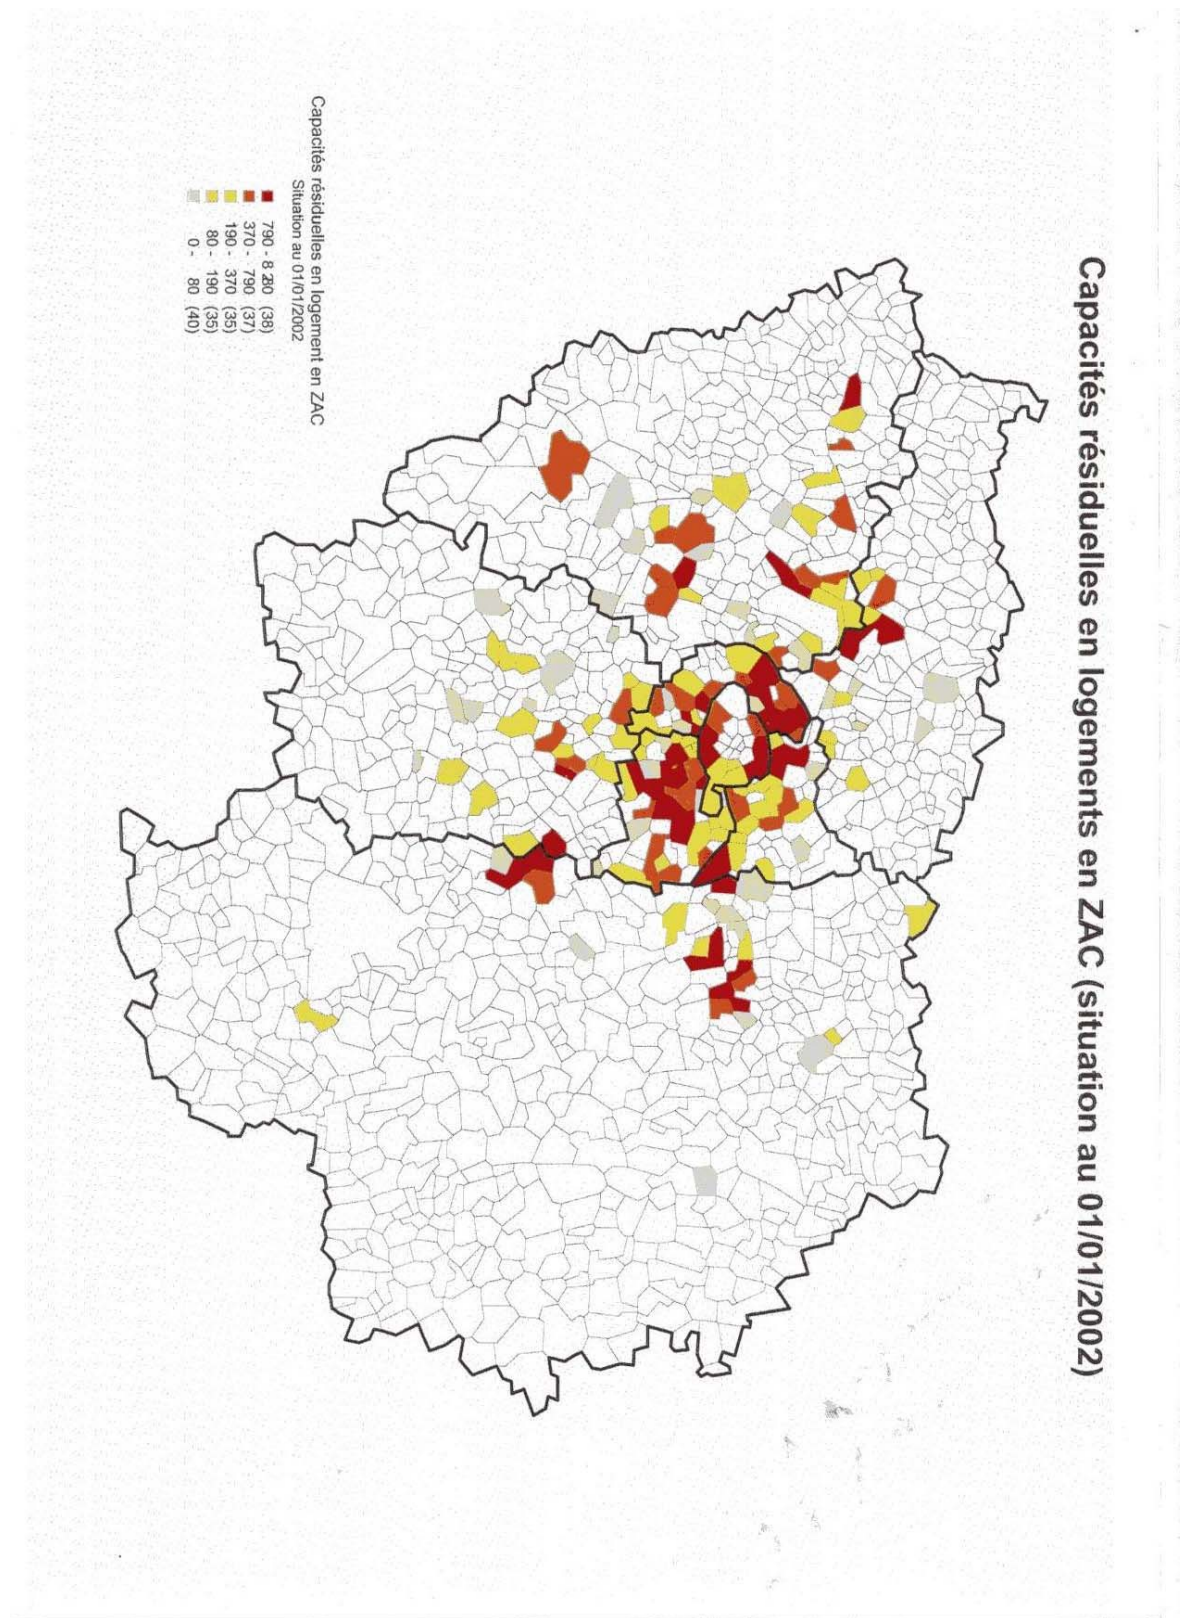 Capacités résiduelles en logements en ZAC (situation au 01/01/2002)
Capacités résiduelles en logement en ZAC
Situation au 01/01/2002
790 - 8 280 (38)
370 - 790 (37)
190 - 370 (35)
80 - 190 (35)
0 - 80 (40)